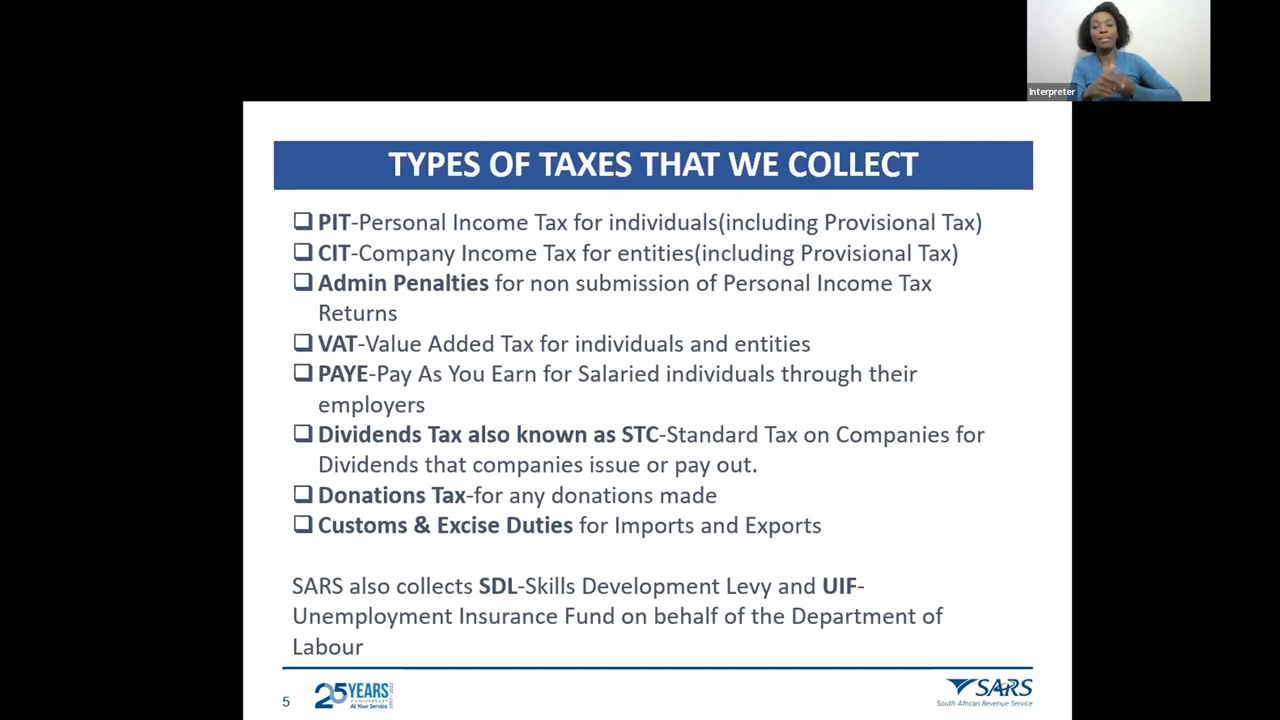 Interpreter
TYPES OF TAXES THAT WE COLLECT
PIT-Personal Income Tax for individuals(including Provisional Tax)
CIT-Company Income Tax for entities(including Provisional Tax)
Admin Penalties for non submission of Personal Income Tax
Returns
VAT-Value Added Tax for individuals and entities
PAYE-Pay As You Earn for Salaried individuals through their
employers
Dividends Tax also known as STC-Standard Tax on Companies for
Dividends that companies issue or pay out.
Donations Tax-for any donations made
Customs & Excise Duties for Imports and Exports
SARS also collects SDL-Skills Development Levy and UIF-
Unemployment Insurance Fund on behalf of the Department of
Labour
5
25 YEARS
ANNIVERSARY
At Your Service
SARS
South African Revenue Service